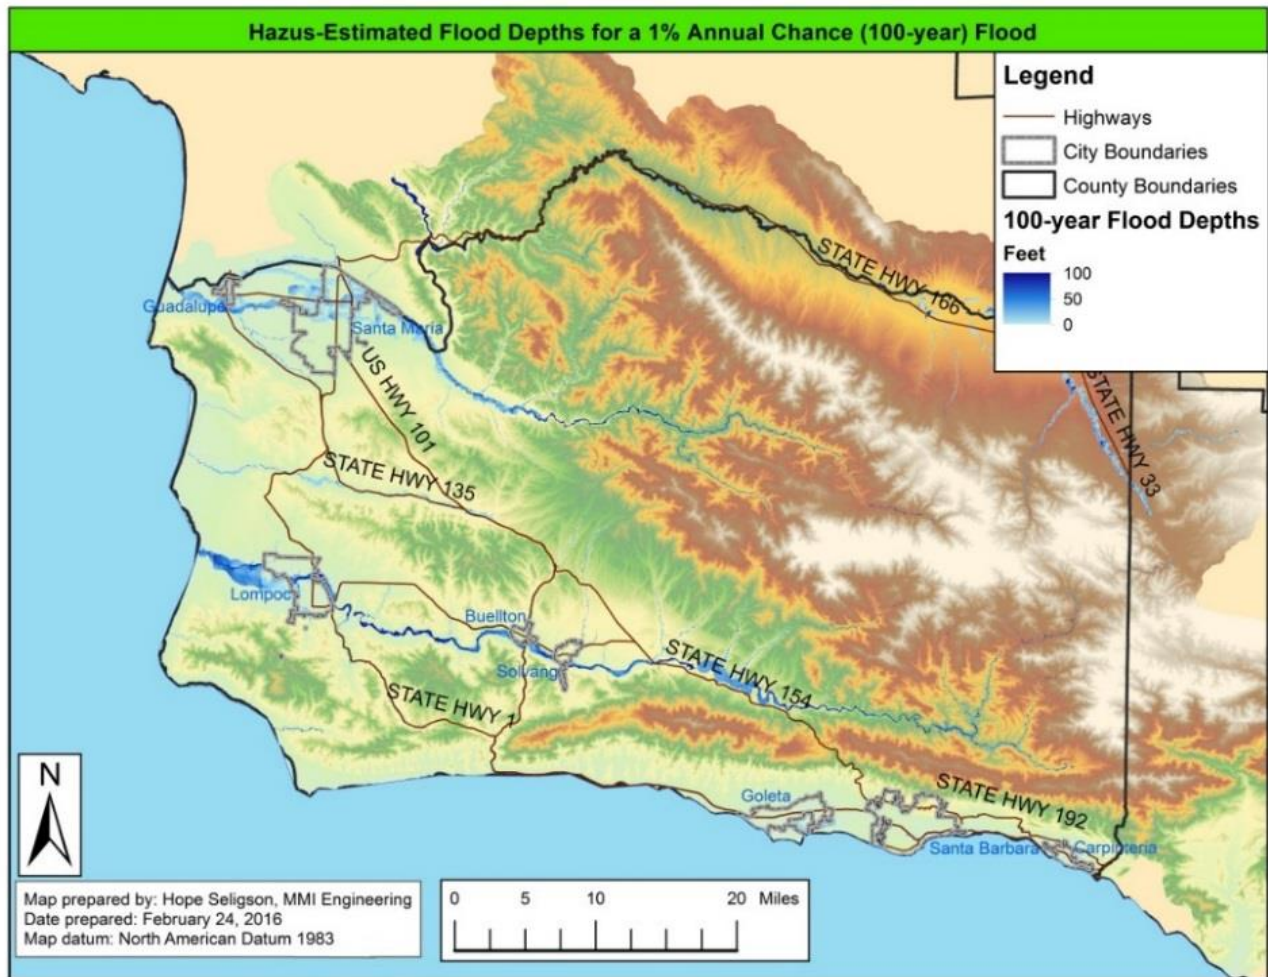 Hazus-Estimated Flood Depths for a 1% Annual Chance (100-year) Flood
Legend
Highways
City Boundaries
County Boundaries
100-year Flood Depths
Feet
100
50
0
STATE HWY 166
Guadalupe
Santa Maria
US HWY 101
STATE HWY 33
STATE HWY 135
Lompoc
Buellton
Solvang
STATE HWY 154
STATE HWY 1
Goleta
STATE HWY 192
Santa Barbara
Carpinteria
N
Map prepared by: Hope Seligson, MMI Engineering
Date prepared: February 24, 2016
Map datum: North American Datum 1983
0 5 10 20 Miles